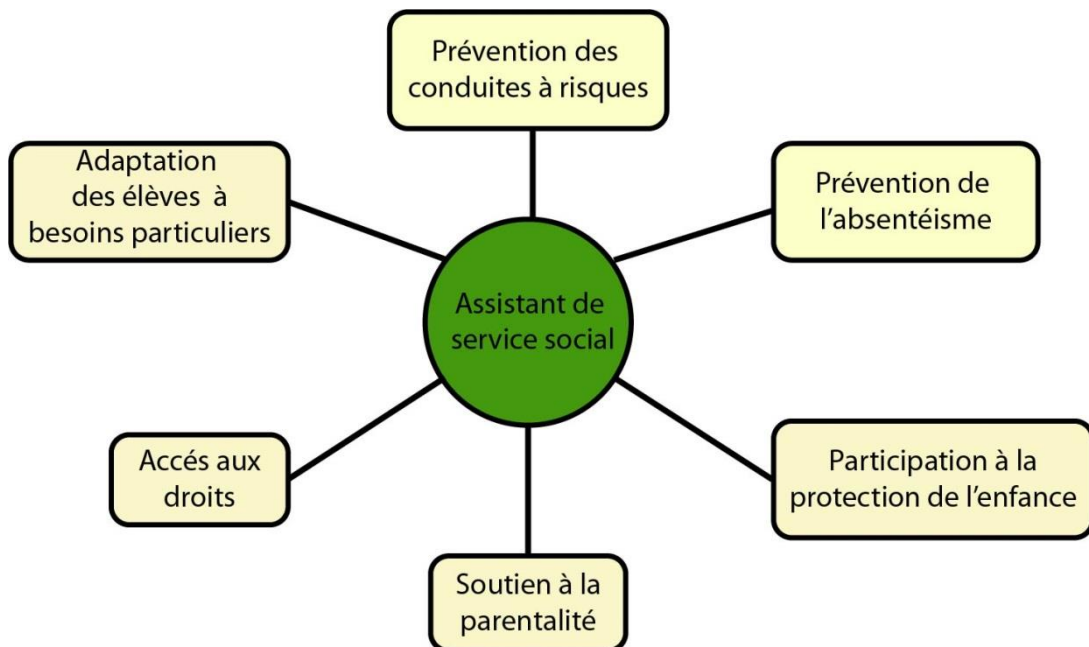 Prévention des
conduites à risques
Adaptation
des élèves à
besoins particuliers
Prévention de
l'absentéisme
Assistant de
service social
Accés aux
droits
Participation à la
protection de l'enfance
Soutien à la
parentalité